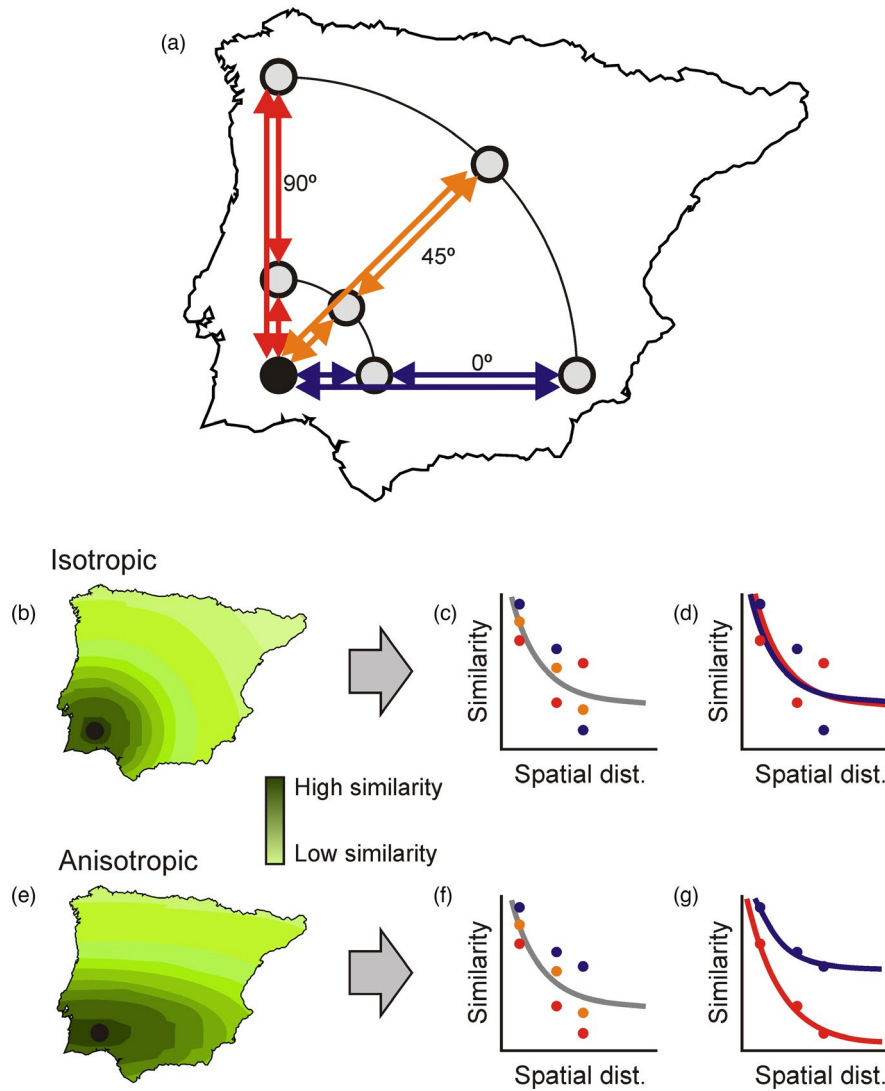 (a)
90º
45º
0º
Isotropic
(b)
(c)
Similarity
Spatial dist.
(d)
Similarity
Spatial dist.
High similarity
Low similarity
Anisotropic
(e)
(f)
Similarity
Spatial dist.
(g)
Similarity
Spatial dist.